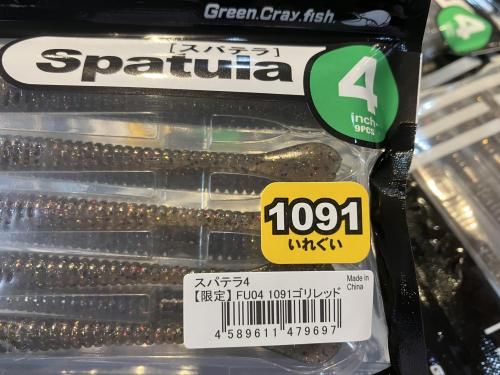 Green.Cray.fish.
[スパテラ]
Spatula
4
inch.
9PCS
1091
いれぐい
スパテラ4
【限定】FU04 1091ゴリレッド
Made in
China
4 589611 479697